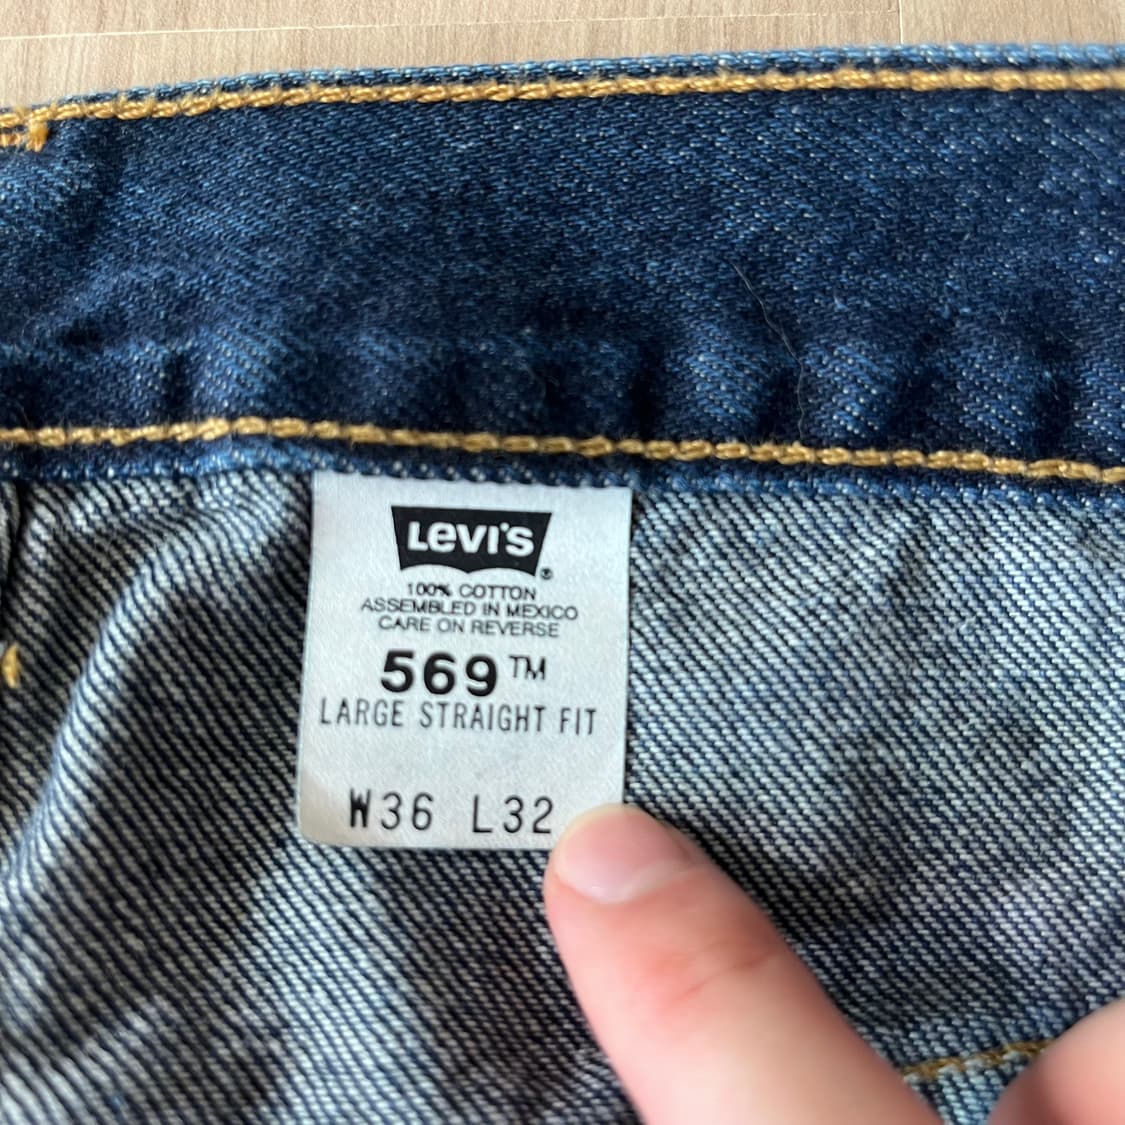 LEVI'S
®
100% COTTON
ASSEMBLED IN MEXICO
CARE ON REVERSE
569™
LARGE STRAIGHT FIT
W36 L32